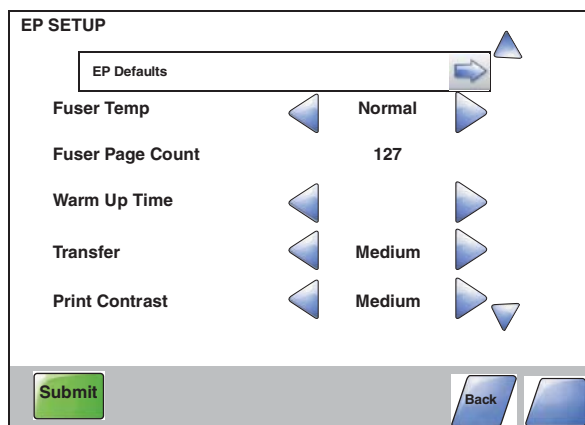 EP SETUP
EP Defaults
Fuser Temp Normal
Fuser Page Count 127
Warm Up Time
Transfer Medium
Print Contrast Medium
Submit Back